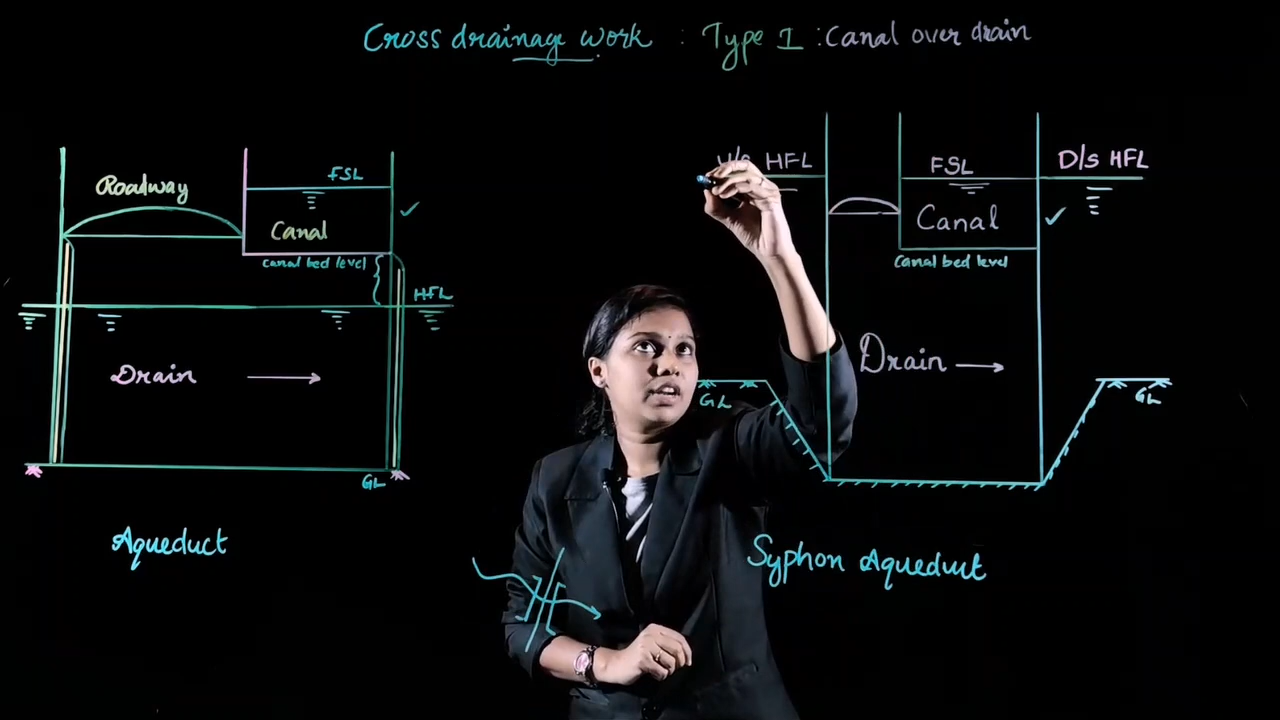 Cross drainage work : Type I : Canal over drain
Roadway
FSL
Canal
Canal bed level
HFL
Drain
GL
Aqueduct
U/s HFL
FSL
D/s HFL
Canal
Canal bed level
Drain
GL
GL
Syphon Aqueduct